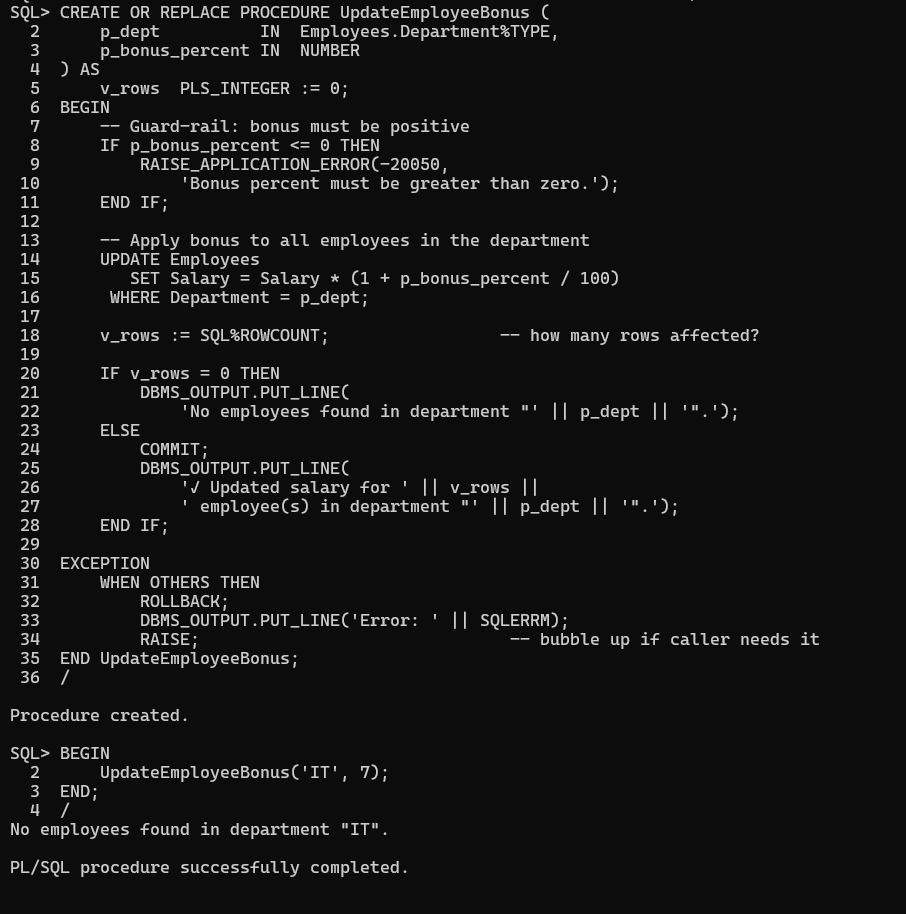 SQL> CREATE OR REPLACE PROCEDURE UpdateEmployeeBonus (
  2      p_dept          IN  Employees.Department%TYPE,
  3      p_bonus_percent IN  NUMBER
  4  ) AS
  5      v_rows  PLS_INTEGER := 0;
  6  BEGIN
  7      -- Guard-rail: bonus must be positive
  8      IF p_bonus_percent <= 0 THEN
  9          RAISE_APPLICATION_ERROR(-20050,
 10              'Bonus percent must be greater than zero.');
 11      END IF;
 12
 13      -- Apply bonus to all employees in the department
 14      UPDATE Employees
 15         SET Salary = Salary * (1 + p_bonus_percent / 100)
 16       WHERE Department = p_dept;
 17
 18      v_rows := SQL%ROWCOUNT;                 -- how many rows affected?
 19
 20      IF v_rows = 0 THEN
 21          DBMS_OUTPUT.PUT_LINE(
 22              'No employees found in department "' || p_dept || '".');
 23      ELSE
 24          COMMIT;
 25          DBMS_OUTPUT.PUT_LINE(
 26              '√ Updated salary for ' || v_rows ||
 27              ' employee(s) in department "' || p_dept || '".');
 28      END IF;
 29
 30  EXCEPTION
 31      WHEN OTHERS THEN
 32          ROLLBACK;
 33          DBMS_OUTPUT.PUT_LINE('Error: ' || SQLERRM);
 34          RAISE;                               -- bubble up if caller needs it
 35  END UpdateEmployeeBonus;
 36  /

Procedure created.

SQL> BEGIN
  2      UpdateEmployeeBonus('IT', 7);
  3  END;
  4  /
No employees found in department "IT".

PL/SQL procedure successfully completed.